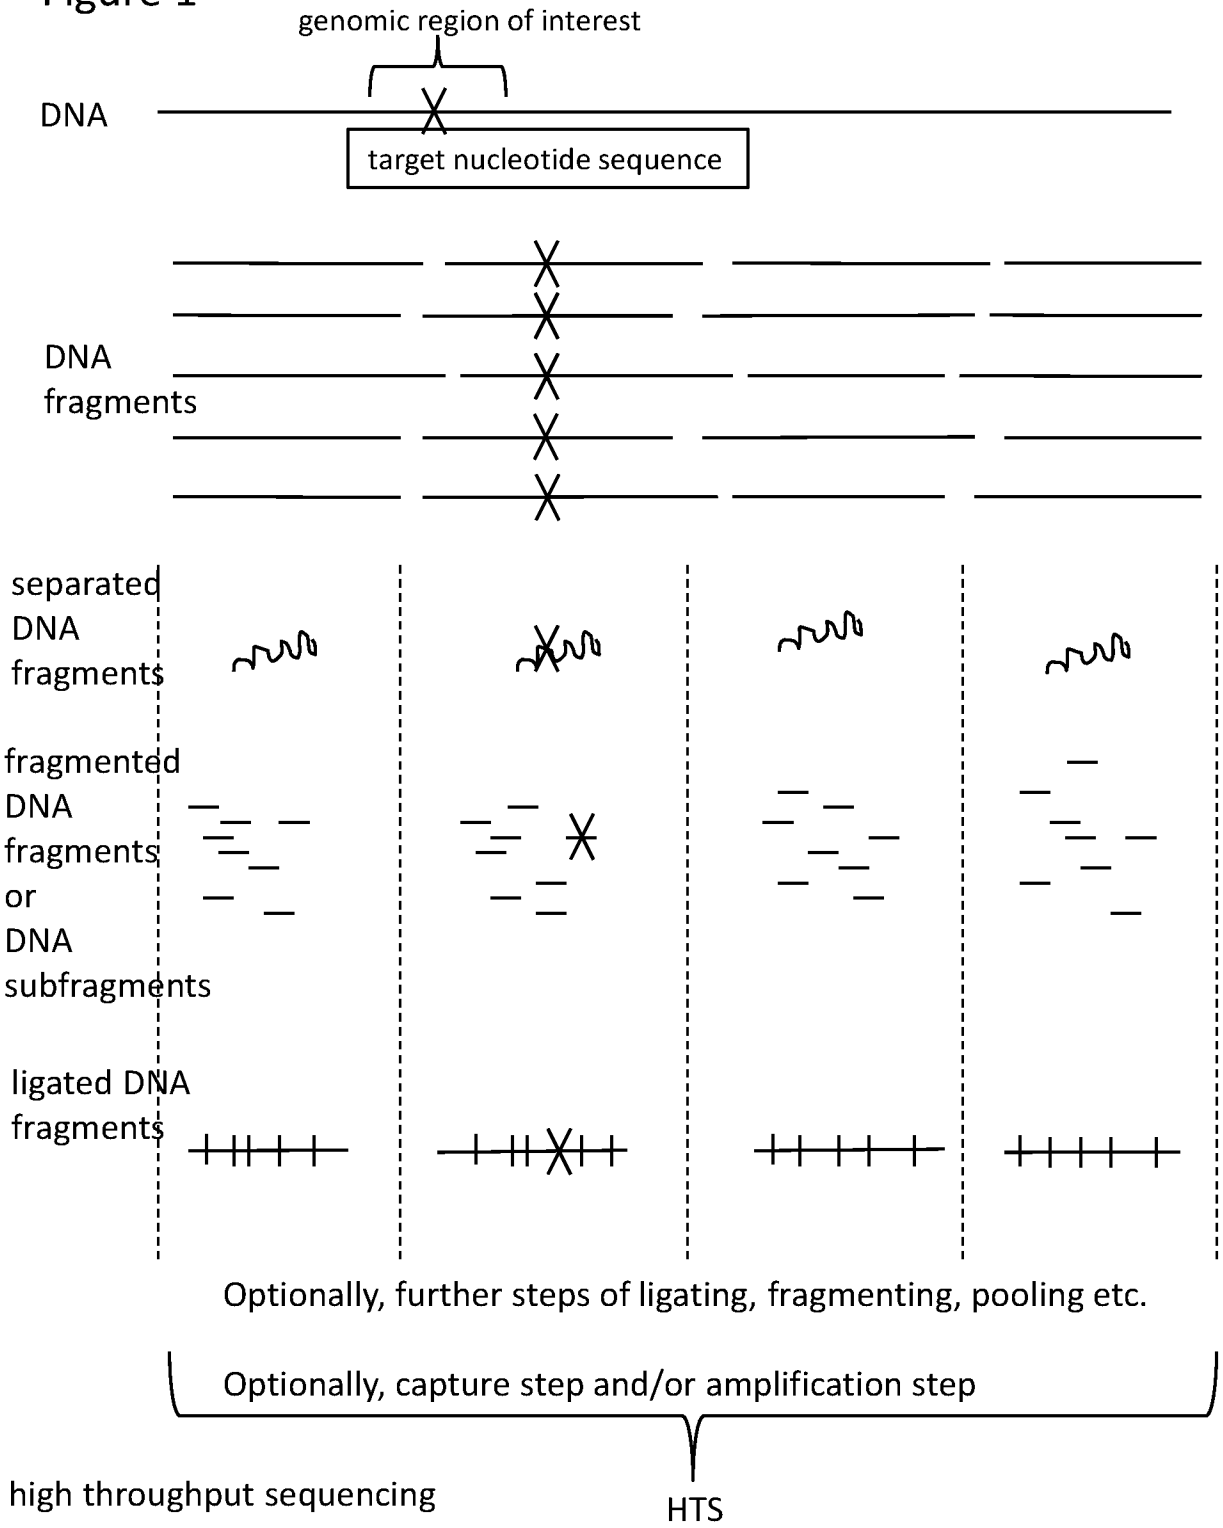 Figure 1
genomic region of interest
DNA
target nucleotide sequence
DNA
fragments
separated
DNA
fragments
fragmented
DNA
fragments
or
DNA
subfragments
ligated DNA
fragments
Optionally, further steps of ligating, fragmenting, pooling etc.
Optionally, capture step and/or amplification step
high throughput sequencing
HTS